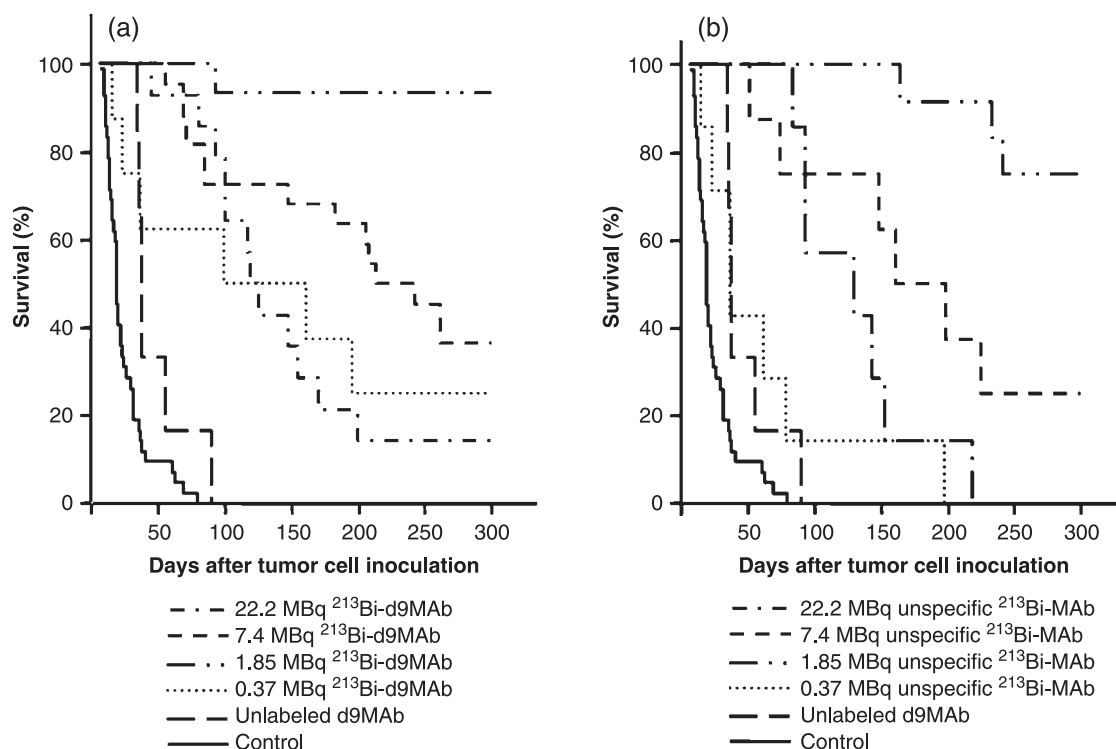 (a)
100
80
60
40
20
0
Survival (%)
50 100 150 200 250 300
Days after tumor cell inoculation
22.2 MBq ²¹³Bi-d9MAb
7.4 MBq ²¹³Bi-d9MAb
1.85 MBq ²¹³Bi-d9MAb
0.37 MBq ²¹³Bi-d9MAb
Unlabeled d9MAb
Control
(b)
100
80
60
40
20
0
Survival (%)
50 100 150 200 250 300
Days after tumor cell inoculation
22.2 MBq unspecific ²¹³Bi-MAb
7.4 MBq unspecific ²¹³Bi-MAb
1.85 MBq unspecific ²¹³Bi-MAb
0.37 MBq unspecific ²¹³Bi-MAb
Unlabeled d9MAb
Control